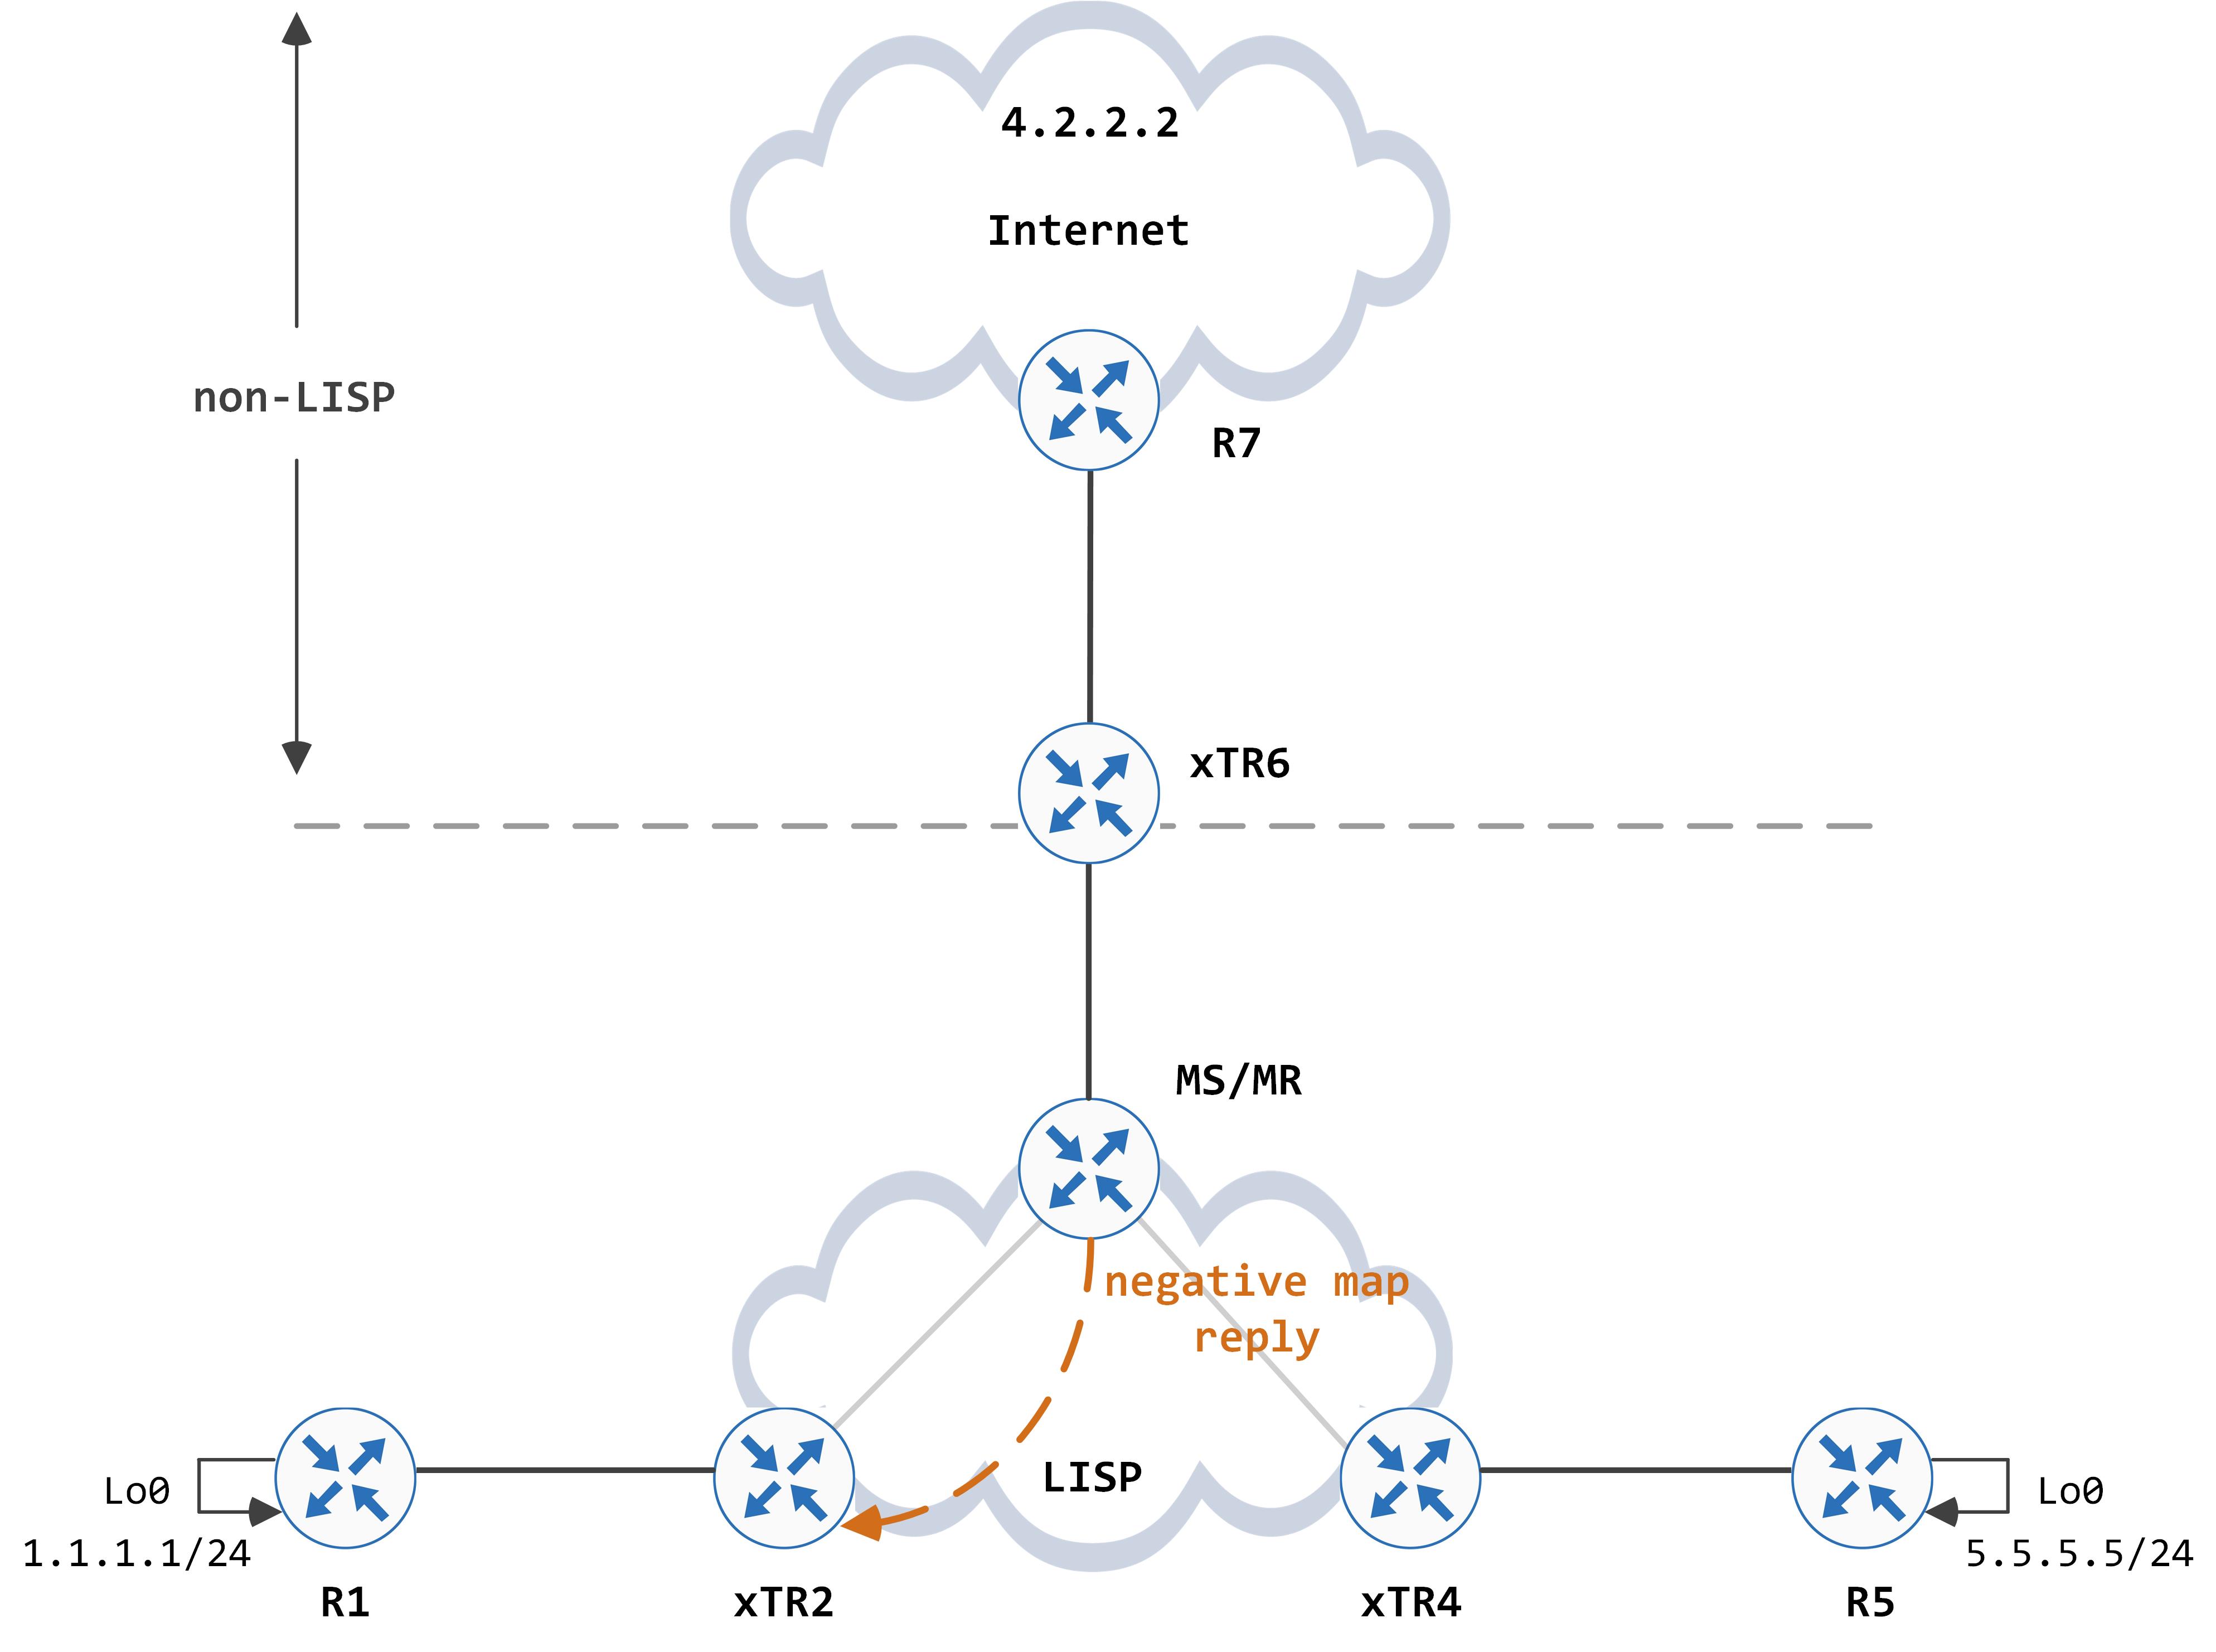 4.2.2.2
Internet
non-LISP
R7
xTR6
MS/MR
negative map
reply
LISP
Lo0
1.1.1.1/24
Lo0
5.5.5.5/24
R1
xTR2
xTR4
R5